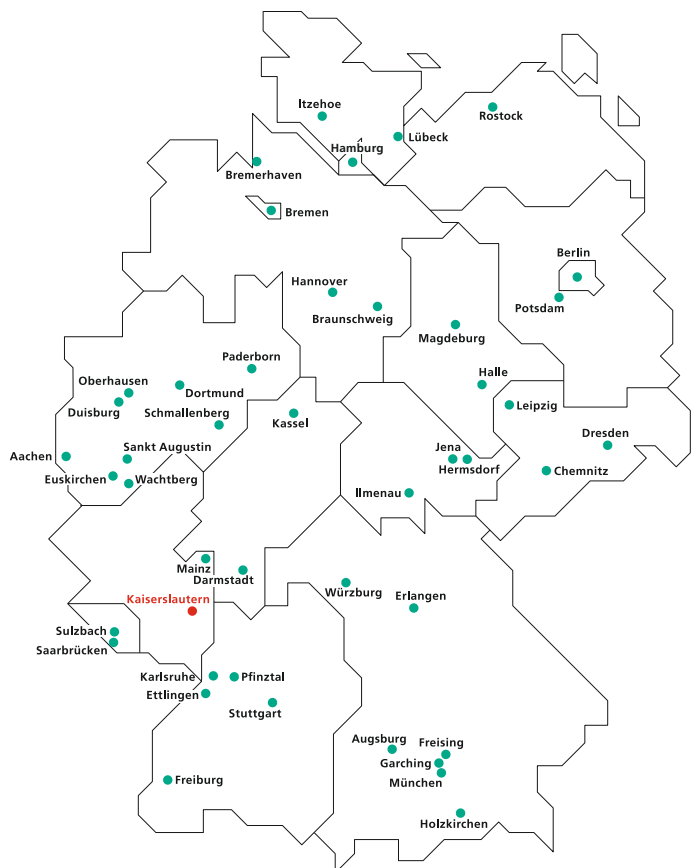 Itzehoe
Rostock
Lübeck
Hamburg
Bremerhaven
Bremen
Berlin
Hannover
Potsdam
Braunschweig
Magdeburg
Paderborn
Halle
Oberhausen
Dortmund
Duisburg
Leipzig
Schmallenberg
Kassel
Dresden
Sankt Augustin
Aachen
Jena
Hermsdorf
Chemnitz
Euskirchen
Wachtberg
Ilmenau
Mainz
Darmstadt
Würzburg
Kaiserslautern
Erlangen
Sulzbach
Saarbrücken
Karlsruhe
Pfinztal
Ettlingen
Stuttgart
Augsburg
Freising
Garching
Freiburg
München
Holzkirchen